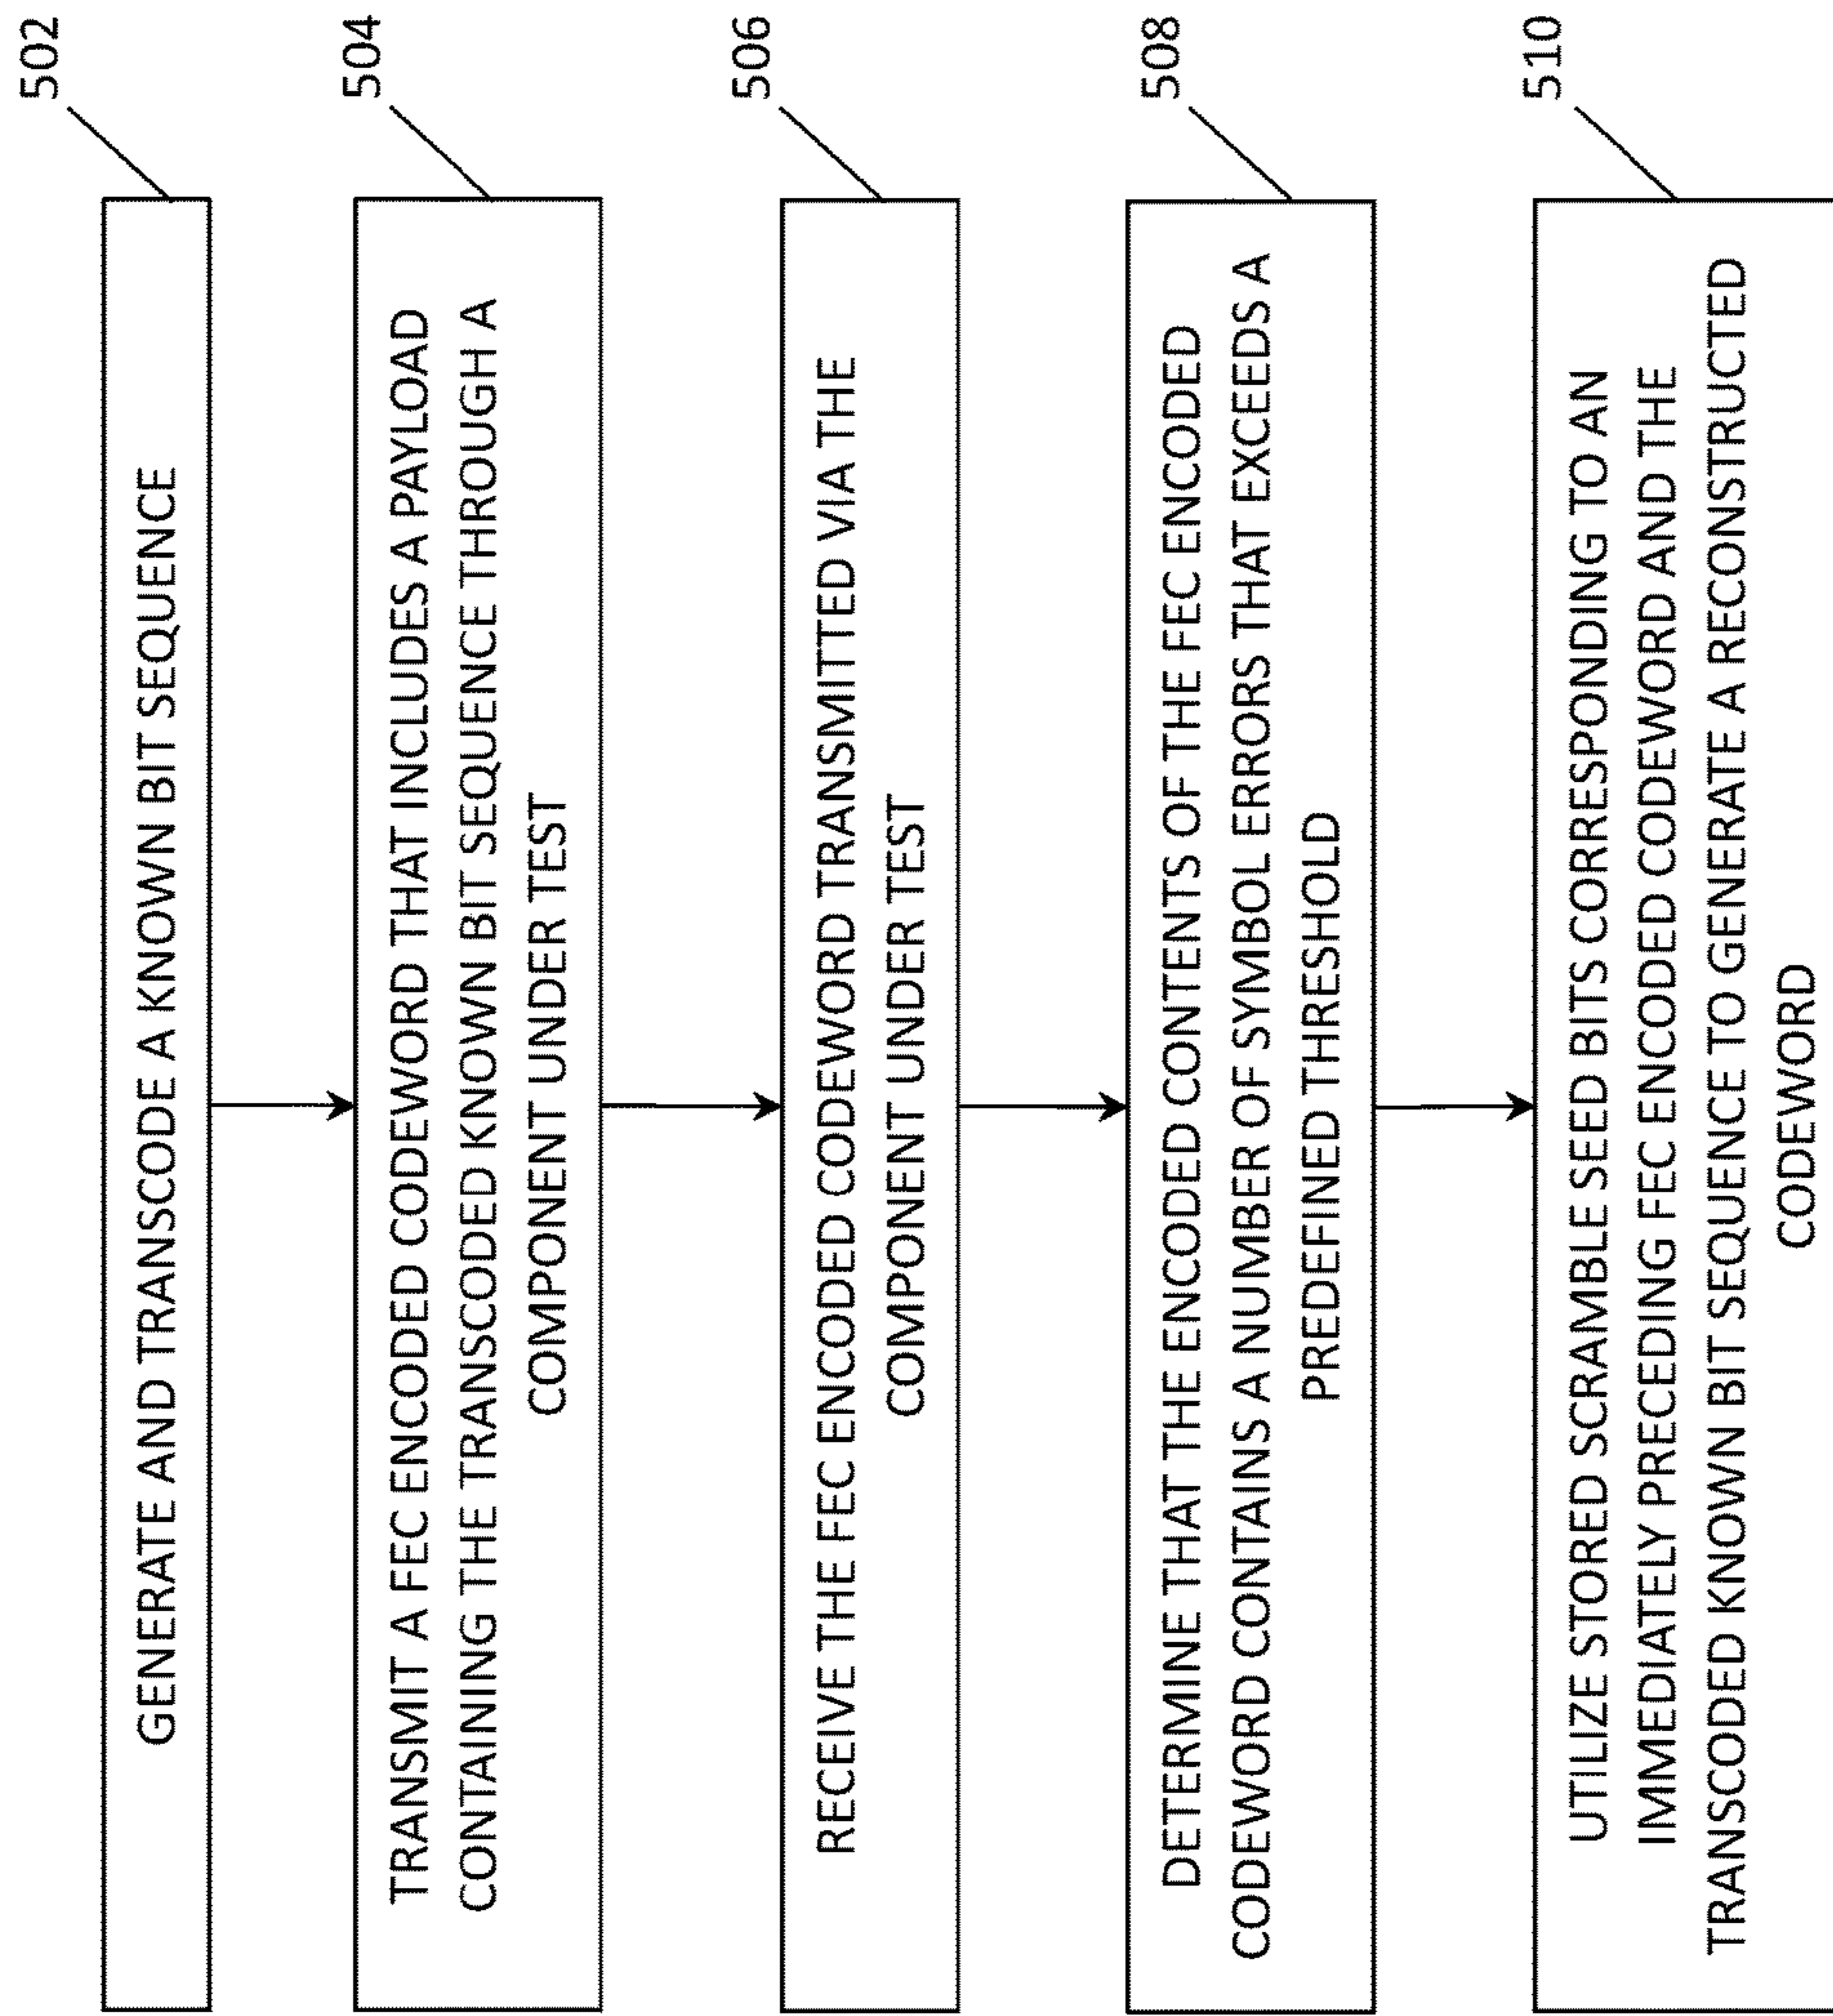 502
GENERATE AND TRANSCODE A KNOWN BIT SEQUENCE
504
TRANSMIT A FEC ENCODED CODEWORD THAT INCLUDES A PAYLOAD
CONTAINING THE TRANSCODED KNOWN BIT SEQUENCE THROUGH A
COMPONENT UNDER TEST
506
RECEIVE THE FEC ENCODED CODEWORD TRANSMITTED VIA THE
COMPONENT UNDER TEST
508
DETERMINE THAT THE ENCODED CONTENTS OF THE FEC ENCODED
CODEWORD CONTAINS A NUMBER OF SYMBOL ERRORS THAT EXCEEDS A
PREDEFINED THRESHOLD
510
UTILIZE STORED SCRAMBLE SEED BITS CORRESPONDING TO AN
IMMEDIATELY PRECEDING FEC ENCODED CODEWORD AND THE
TRANSCODED KNOWN BIT SEQUENCE TO GENERATE A RECONSTRUCTED
CODEWORD